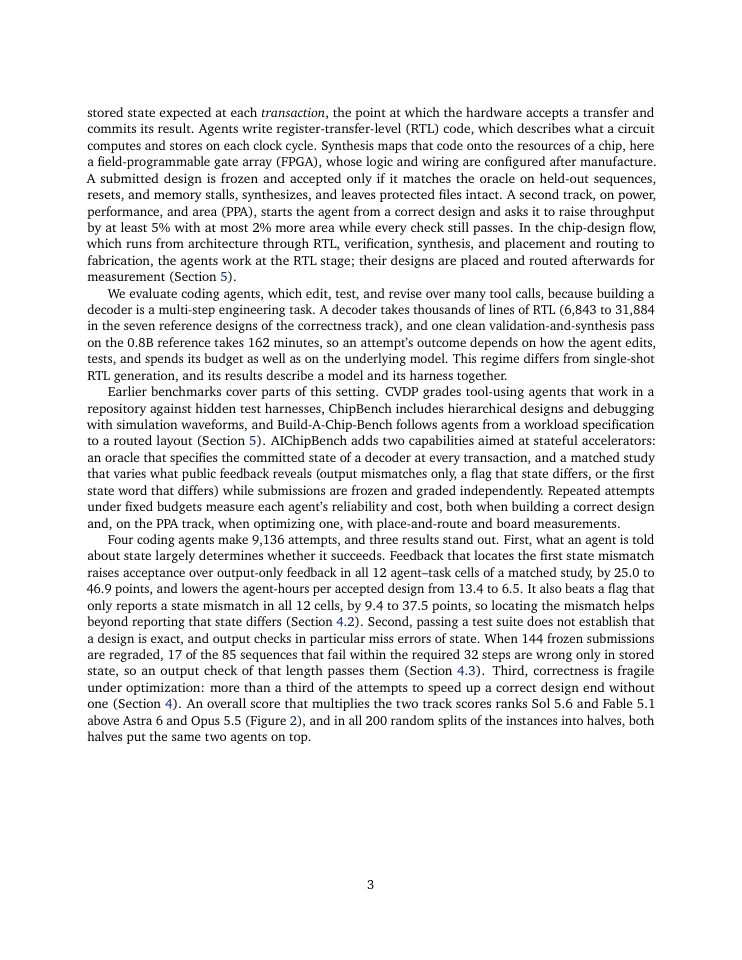 stored state expected at each transaction, the point at which the hardware accepts a transfer and
commits its result. Agents write register-transfer-level (RTL) code, which describes what a circuit
computes and stores on each clock cycle. Synthesis maps that code onto the resources of a chip, here
a field-programmable gate array (FPGA), whose logic and wiring are configured after manufacture.
A submitted design is frozen and accepted only if it matches the oracle on held-out sequences,
resets, and memory stalls, synthesizes, and leaves protected files intact. A second track, on power,
performance, and area (PPA), starts the agent from a correct design and asks it to raise throughput
by at least 5% with at most 2% more area while every check still passes. In the chip-design flow,
which runs from architecture through RTL, verification, synthesis, and placement and routing to
fabrication, the agents work at the RTL stage; their designs are placed and routed afterwards for
measurement (Section 5).
We evaluate coding agents, which edit, test, and revise over many tool calls, because building a
decoder is a multi-step engineering task. A decoder takes thousands of lines of RTL (6,843 to 31,884
in the seven reference designs of the correctness track), and one clean validation-and-synthesis pass
on the 0.8B reference takes 162 minutes, so an attempt's outcome depends on how the agent edits,
tests, and spends its budget as well as on the underlying model. This regime differs from single-shot
RTL generation, and its results describe a model and its harness together.
Earlier benchmarks cover parts of this setting. CVDP grades tool-using agents that work in a
repository against hidden test harnesses, ChipBench includes hierarchical designs and debugging
with simulation waveforms, and Build-A-Chip-Bench follows agents from a workload specification
to a routed layout (Section 5). AIChipBench adds two capabilities aimed at stateful accelerators:
an oracle that specifies the committed state of a decoder at every transaction, and a matched study
that varies what public feedback reveals (output mismatches only, a flag that state differs, or the first
state word that differs) while submissions are frozen and graded independently. Repeated attempts
under fixed budgets measure each agent's reliability and cost, both when building a correct design
and, on the PPA track, when optimizing one, with place-and-route and board measurements.
Four coding agents make 9,136 attempts, and three results stand out. First, what an agent is told
about state largely determines whether it succeeds. Feedback that locates the first state mismatch
raises acceptance over output-only feedback in all 12 agent–task cells of a matched study, by 25.0 to
46.9 points, and lowers the agent-hours per accepted design from 13.4 to 6.5. It also beats a flag that
only reports a state mismatch in all 12 cells, by 9.4 to 37.5 points, so locating the mismatch helps
beyond reporting that state differs (Section 4.2). Second, passing a test suite does not establish that
a design is exact, and output checks in particular miss errors of state. When 144 frozen submissions
are regraded, 17 of the 85 sequences that fail within the required 32 steps are wrong only in stored
state, so an output check of that length passes them (Section 4.3). Third, correctness is fragile
under optimization: more than a third of the attempts to speed up a correct design end without
one (Section 4). An overall score that multiplies the two track scores ranks Sol 5.6 and Fable 5.1
above Astra 6 and Opus 5.5 (Figure 2), and in all 200 random splits of the instances into halves, both
halves put the same two agents on top.
3